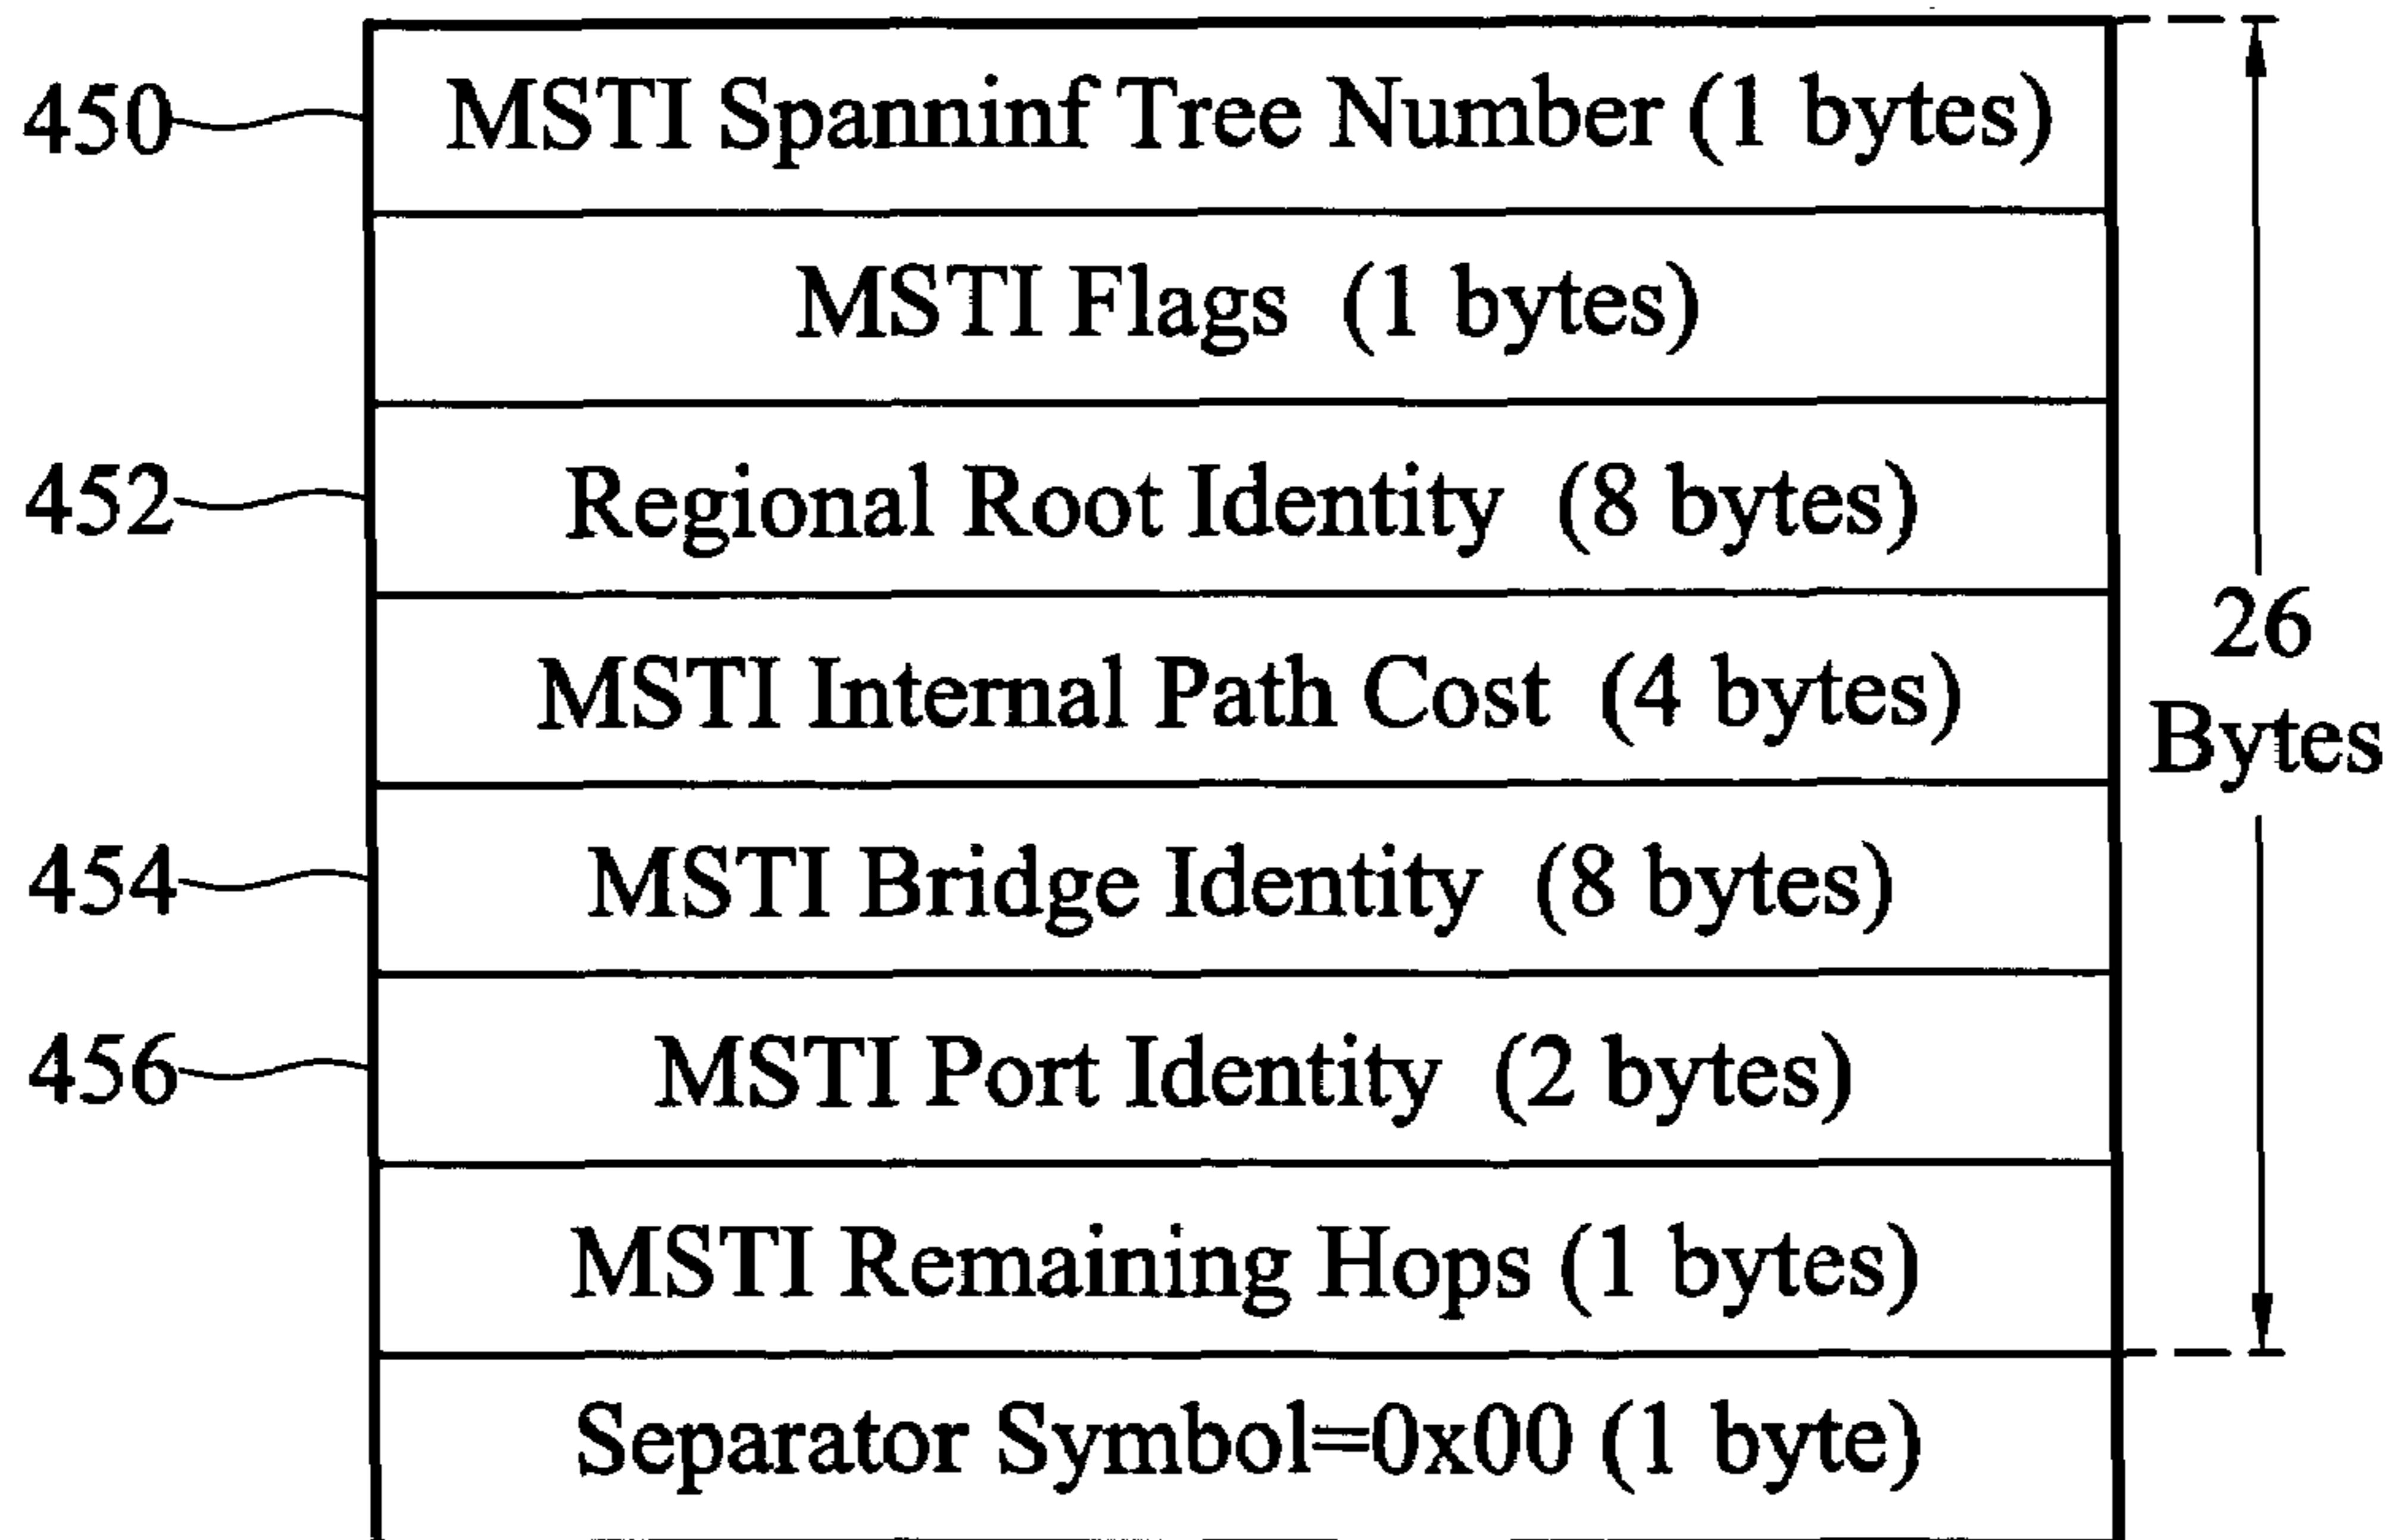 450 MSTI Spanninf Tree Number (1 bytes)
MSTI Flags (1 bytes)
452 Regional Root Identity (8 bytes)
26
MSTI Internal Path Cost (4 bytes)
Bytes
454 MSTI Bridge Identity (8 bytes)
456 MSTI Port Identity (2 bytes)
MSTI Remaining Hops (1 bytes)
Separator Symbol=0x00 (1 byte)